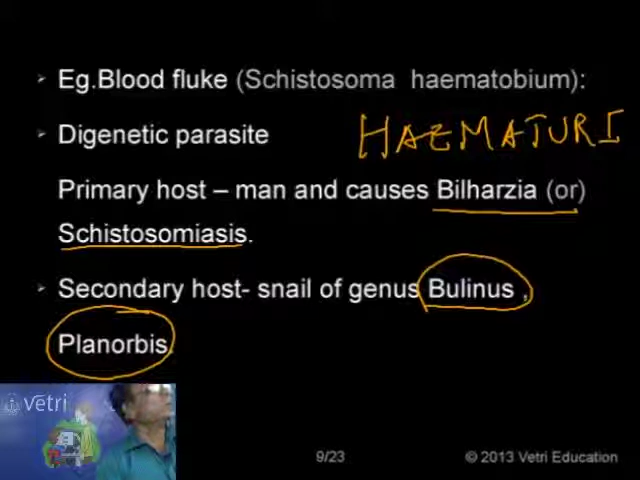 Eg.Blood fluke (Schistosoma haematobium):
Digenetic parasite
HAEMATURI
Primary host – man and causes Bilharzia (or)
Schistosomiasis.
Secondary host- snail of genus Bulinus ,
Planorbis.
vetri
9/23
© 2013 Vetri Education